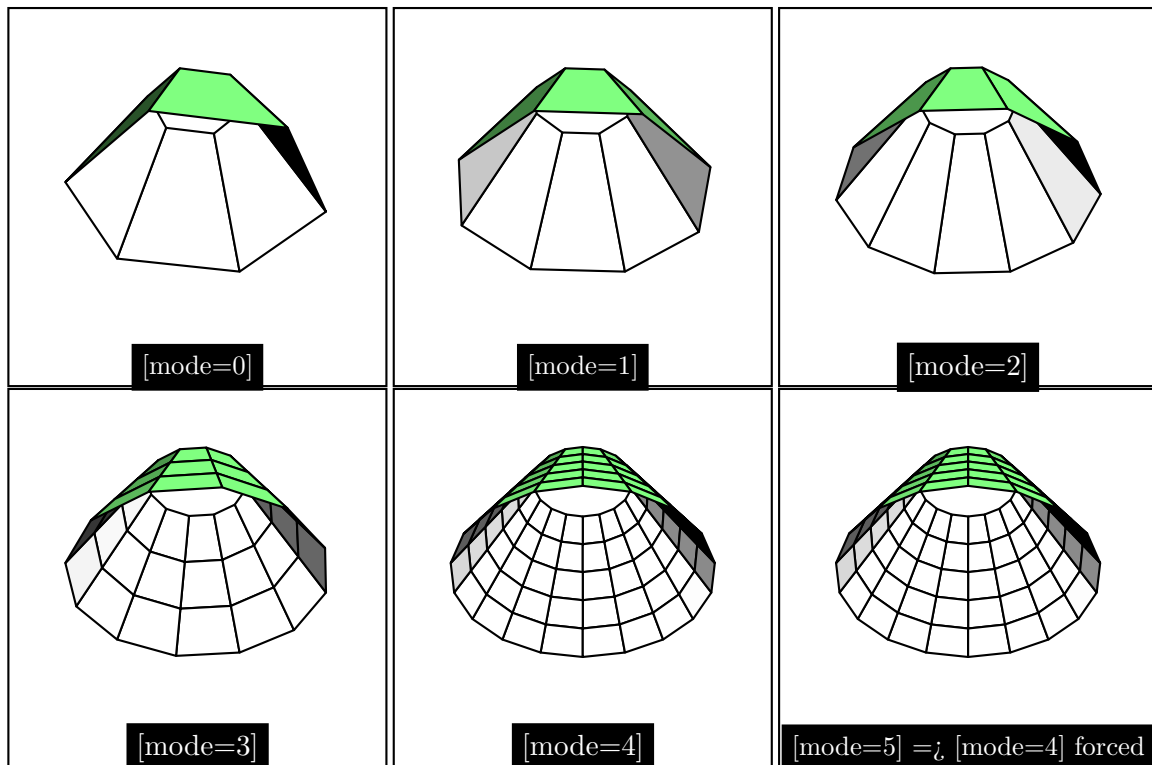 [mode=0]
[mode=1]
[mode=2]
[mode=3]
[mode=4]
[mode=5] =¿ [mode=4] forced